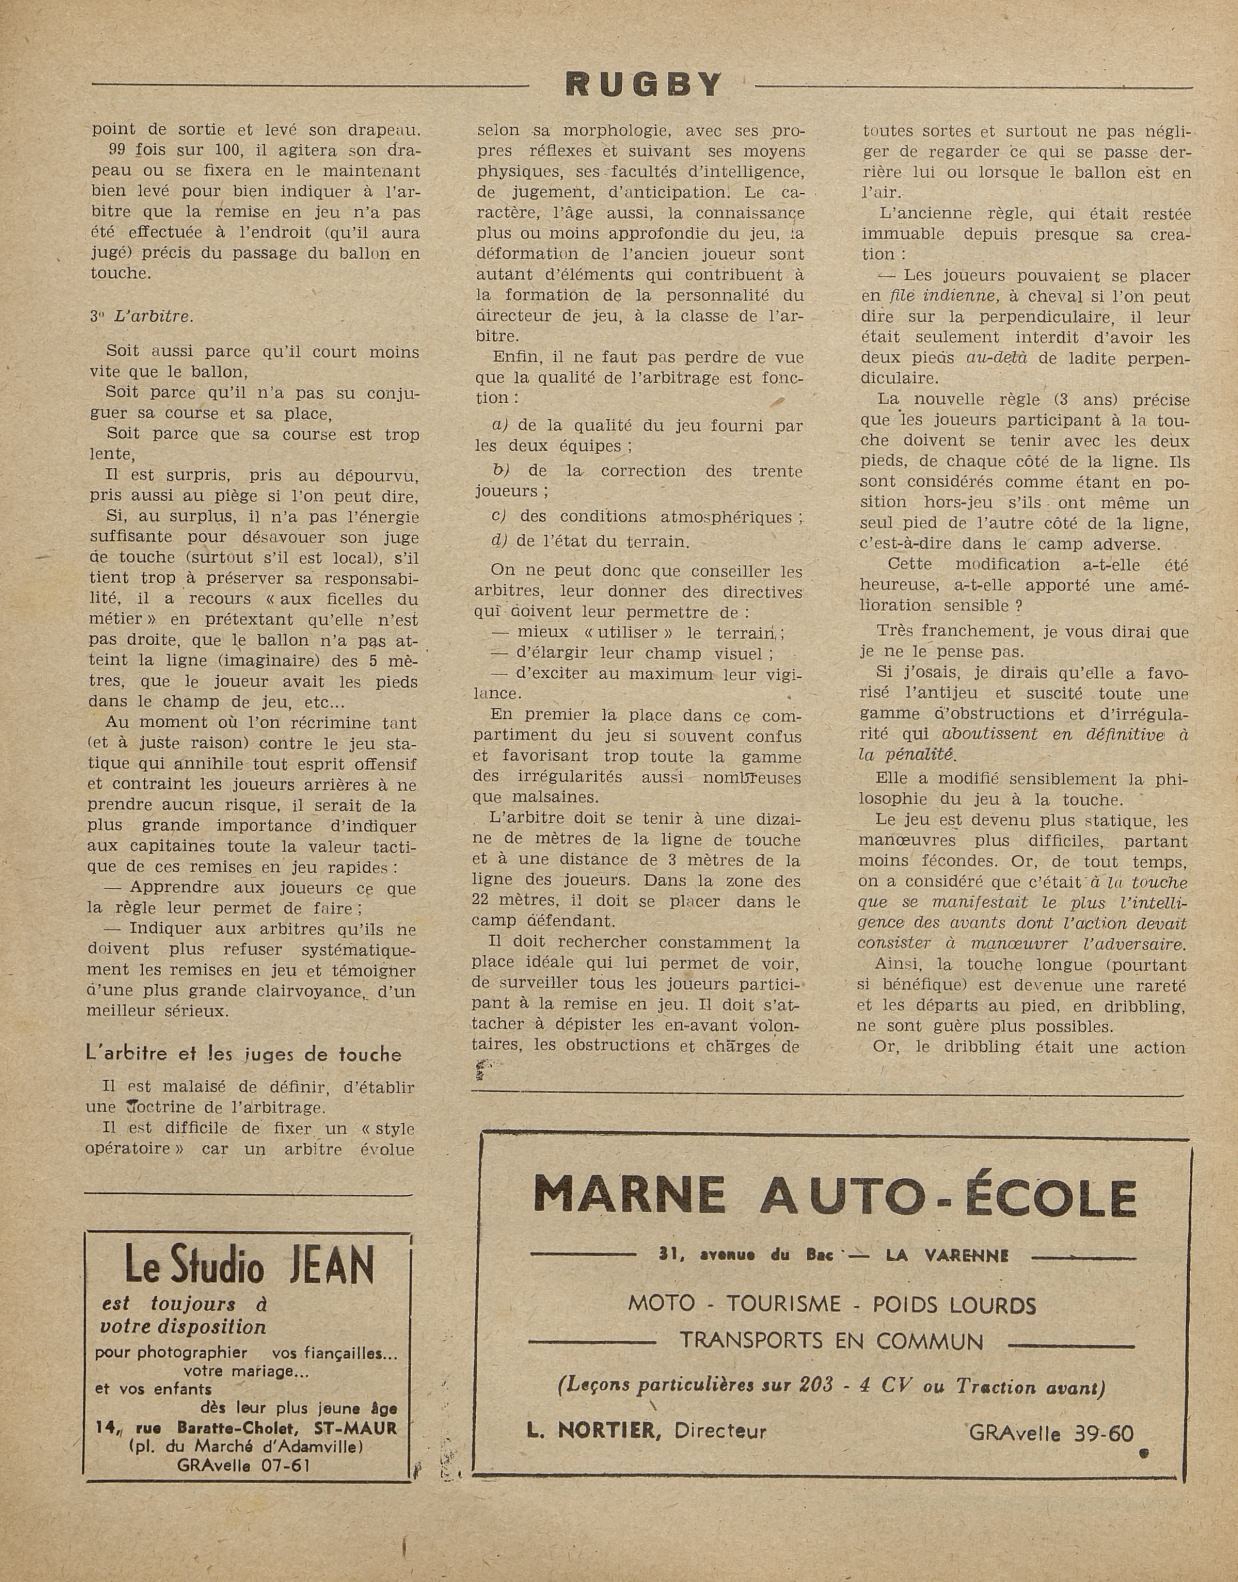 RUGBY
point de sortie et levé son drapeau.
99 fois sur 100, il agitera son dra-
peau ou se fixera en le maintenant
bien levé pour bien indiquer à l'ar-
bitre que la remise en jeu n'a pas
été effectuée à l'endroit (qu'il aura
jugé) précis du passage du ballon en
touche.
3° L'arbitre.
Soit aussi parce qu'il court moins
vite que le ballon,
Soit parce qu'il n'a pas su conju-
guer sa course et sa place,
Soit parce que sa course est trop
lente,
Il est surpris, pris au dépourvu,
pris aussi au piège si l'on peut dire,
Si, au surplus, il n'a pas l'énergie
suffisante pour désavouer son juge
de touche (surtout s'il est local), s'il
tient trop à préserver sa responsabi-
lité, il a recours « aux ficelles du
métier » en prétextant qu'elle n'est
pas droite, que le ballon n'a pas at-
teint la ligne (imaginaire) des 5 mè-
tres, que le joueur avait les pieds
dans le champ de jeu, etc...
Au moment où l'on récrimine tant
(et à juste raison) contre le jeu sta-
tique qui annihile tout esprit offensif
et contraint les joueurs arrières à ne
prendre aucun risque, il serait de la
plus grande importance d'indiquer
aux capitaines toute la valeur tacti-
que de ces remises en jeu rapides :
— Apprendre aux joueurs ce que
la règle leur permet de faire ;
— Indiquer aux arbitres qu'ils ne
doivent plus refuser systématique-
ment les remises en jeu et témoigner
d'une plus grande clairvoyance, d'un
meilleur sérieux.
L'arbitre et les juges de touche
Il est malaisé de définir, d'établir
une doctrine de l'arbitrage.
Il est difficile de fixer un « style
opératoire » car un arbitre évolue
selon sa morphologie, avec ses pro-
pres réflexes et suivant ses moyens
physiques, ses facultés d'intelligence,
de jugement, d'anticipation. Le ca-
ractère, l'âge aussi, la connaissance
plus ou moins approfondie du jeu, la
déformation de l'ancien joueur sont
autant d'éléments qui contribuent à
la formation de la personnalité du
directeur de jeu, à la classe de l'ar-
bitre.
Enfin, il ne faut pas perdre de vue
que la qualité de l'arbitrage est fonc-
tion :
a) de la qualité du jeu fourni par
les deux équipes ;
b) de la correction des trente
joueurs ;
c) des conditions atmosphériques ;
d) de l'état du terrain.
On ne peut donc que conseiller les
arbitres, leur donner des directives
qui doivent leur permettre de :
— mieux « utiliser » le terrain ;
— d'élargir leur champ visuel ;
— d'exciter au maximum leur vigi-
lance.
En premier la place dans ce com-
partiment du jeu si souvent confus
et favorisant trop toute la gamme
des irrégularités aussi nombreuses
que malsaines.
L'arbitre doit se tenir à une dizai-
ne de mètres de la ligne de touche
et à une distance de 3 mètres de la
ligne des joueurs. Dans la zone des
22 mètres, il doit se placer dans le
camp défendant.
Il doit rechercher constamment la
place idéale qui lui permet de voir,
de surveiller tous les joueurs partici-
pant à la remise en jeu. Il doit s'at-
tacher à dépister les en-avant volon-
taires, les obstructions et charges de
toutes sortes et surtout ne pas négli-
ger de regarder ce qui se passe der-
rière lui ou lorsque le ballon est en
l'air.
L'ancienne règle, qui était restée
immuable depuis presque sa crea-
tion :
— Les joueurs pouvaient se placer
en file indienne, à cheval si l'on peut
dire sur la perpendiculaire, il leur
était seulement interdit d'avoir les
deux pieds au-delà de ladite perpen-
diculaire.
La nouvelle règle (3 ans) précise
que les joueurs participant à la tou-
che doivent se tenir avec les deux
pieds, de chaque côté de la ligne. Ils
sont considérés comme étant en po-
sition hors-jeu s'ils ont même un
seul pied de l'autre côté de la ligne,
c'est-à-dire dans le camp adverse.
Cette modification a-t-elle été
heureuse, a-t-elle apporté une amé-
lioration sensible ?
Très franchement, je vous dirai que
je ne le pense pas.
Si j'osais, je dirais qu'elle a favo-
risé l'antijeu et suscité toute une
gamme d'obstructions et d'irrégula-
rité qui aboutissent en définitive à
la pénalité.
Elle a modifié sensiblement la phi-
losophie du jeu à la touche.
Le jeu est devenu plus statique, les
manœuvres plus difficiles, partant
moins fécondes. Or, de tout temps,
on a considéré que c'était à la touche
que se manifestait le plus l'intelli-
gence des avants dont l'action devait
consister à manœuvrer l'adversaire.
Ainsi, la touche longue (pourtant
si bénéfique) est devenue une rareté
et les départs au pied, en dribbling,
ne sont guère plus possibles.
Or, le dribbling était une action
Le Studio JEAN
est toujours à
votre disposition
pour photographier vos fiançailles...
votre mariage...
et vos enfants
dès leur plus jeune âge
14, rue Baratte-Cholet, ST-MAUR
(pl. du Marché d'Adamville)
GRAvelle 07-61
MARNE AUTO-ÉCOLE
31, avenue du Bac — LA VARENNE
MOTO - TOURISME - POIDS LOURDS
TRANSPORTS EN COMMUN
(Leçons particulières sur 203 - 4 CV ou Traction avant)
L. NORTIER, Directeur GRAvelle 39-60